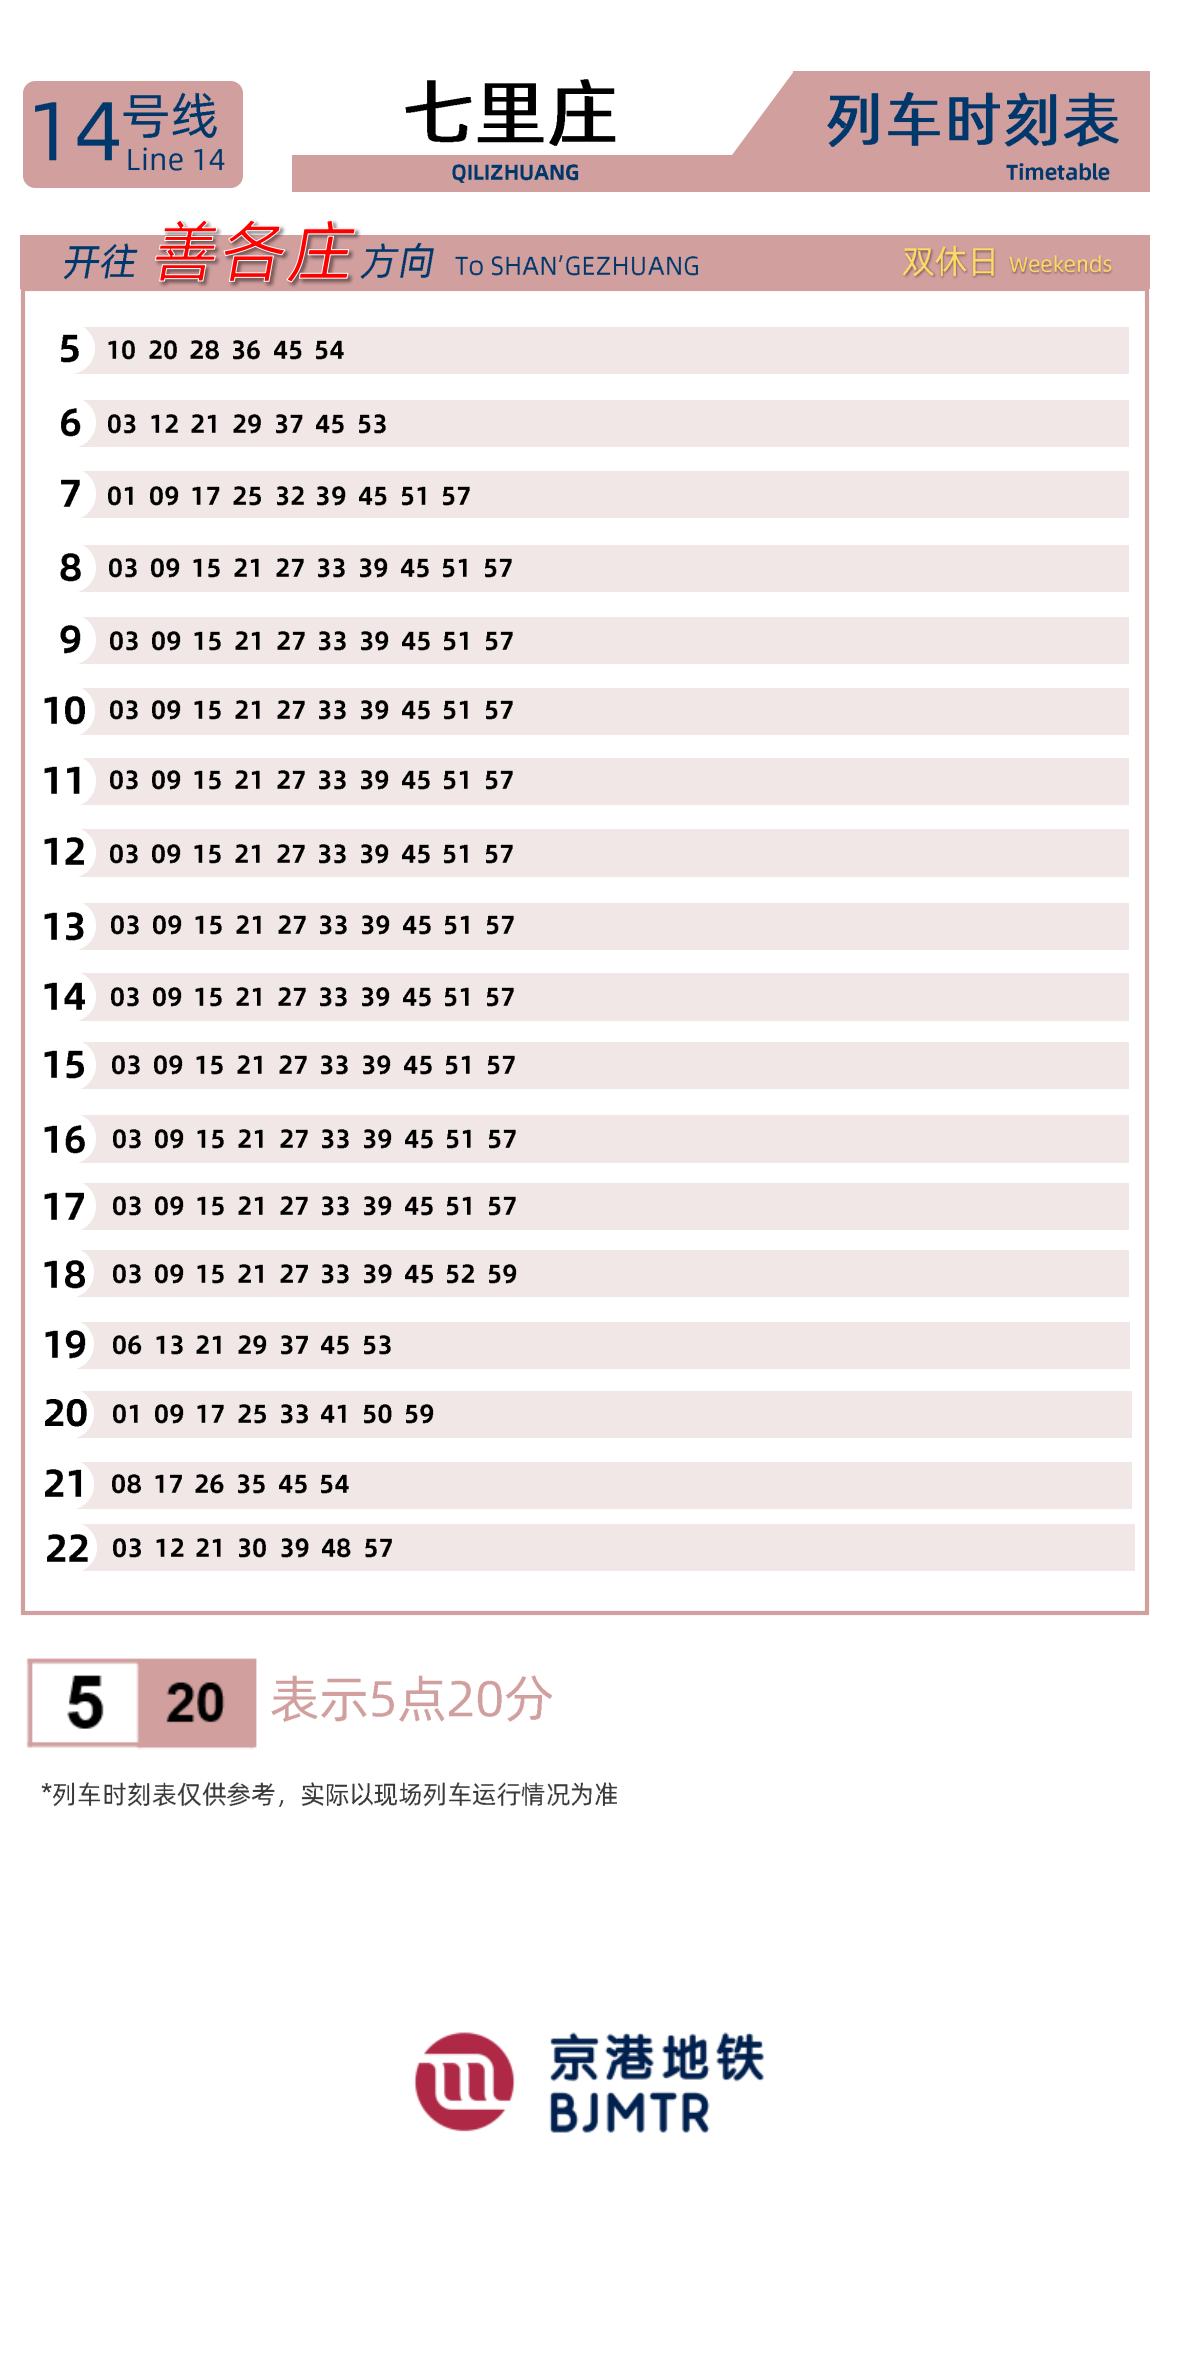 14号线
Line 14
七里庄
QILIZHUANG
列车时刻表
Timetable
开往 善各庄 方向 To SHAN'GEZHUANG 双休日 Weekends
5 10 20 28 36 45 54
6 03 12 21 29 37 45 53
7 01 09 17 25 32 39 45 51 57
8 03 09 15 21 27 33 39 45 51 57
9 03 09 15 21 27 33 39 45 51 57
10 03 09 15 21 27 33 39 45 51 57
11 03 09 15 21 27 33 39 45 51 57
12 03 09 15 21 27 33 39 45 51 57
13 03 09 15 21 27 33 39 45 51 57
14 03 09 15 21 27 33 39 45 51 57
15 03 09 15 21 27 33 39 45 51 57
16 03 09 15 21 27 33 39 45 51 57
17 03 09 15 21 27 33 39 45 51 57
18 03 09 15 21 27 33 39 45 52 59
19 06 13 21 29 37 45 53
20 01 09 17 25 33 41 50 59
21 08 17 26 35 45 54
22 03 12 21 30 39 48 57
5 20 表示5点20分
*列车时刻表仅供参考，实际以现场列车运行情况为准
京港地铁
BJMTR